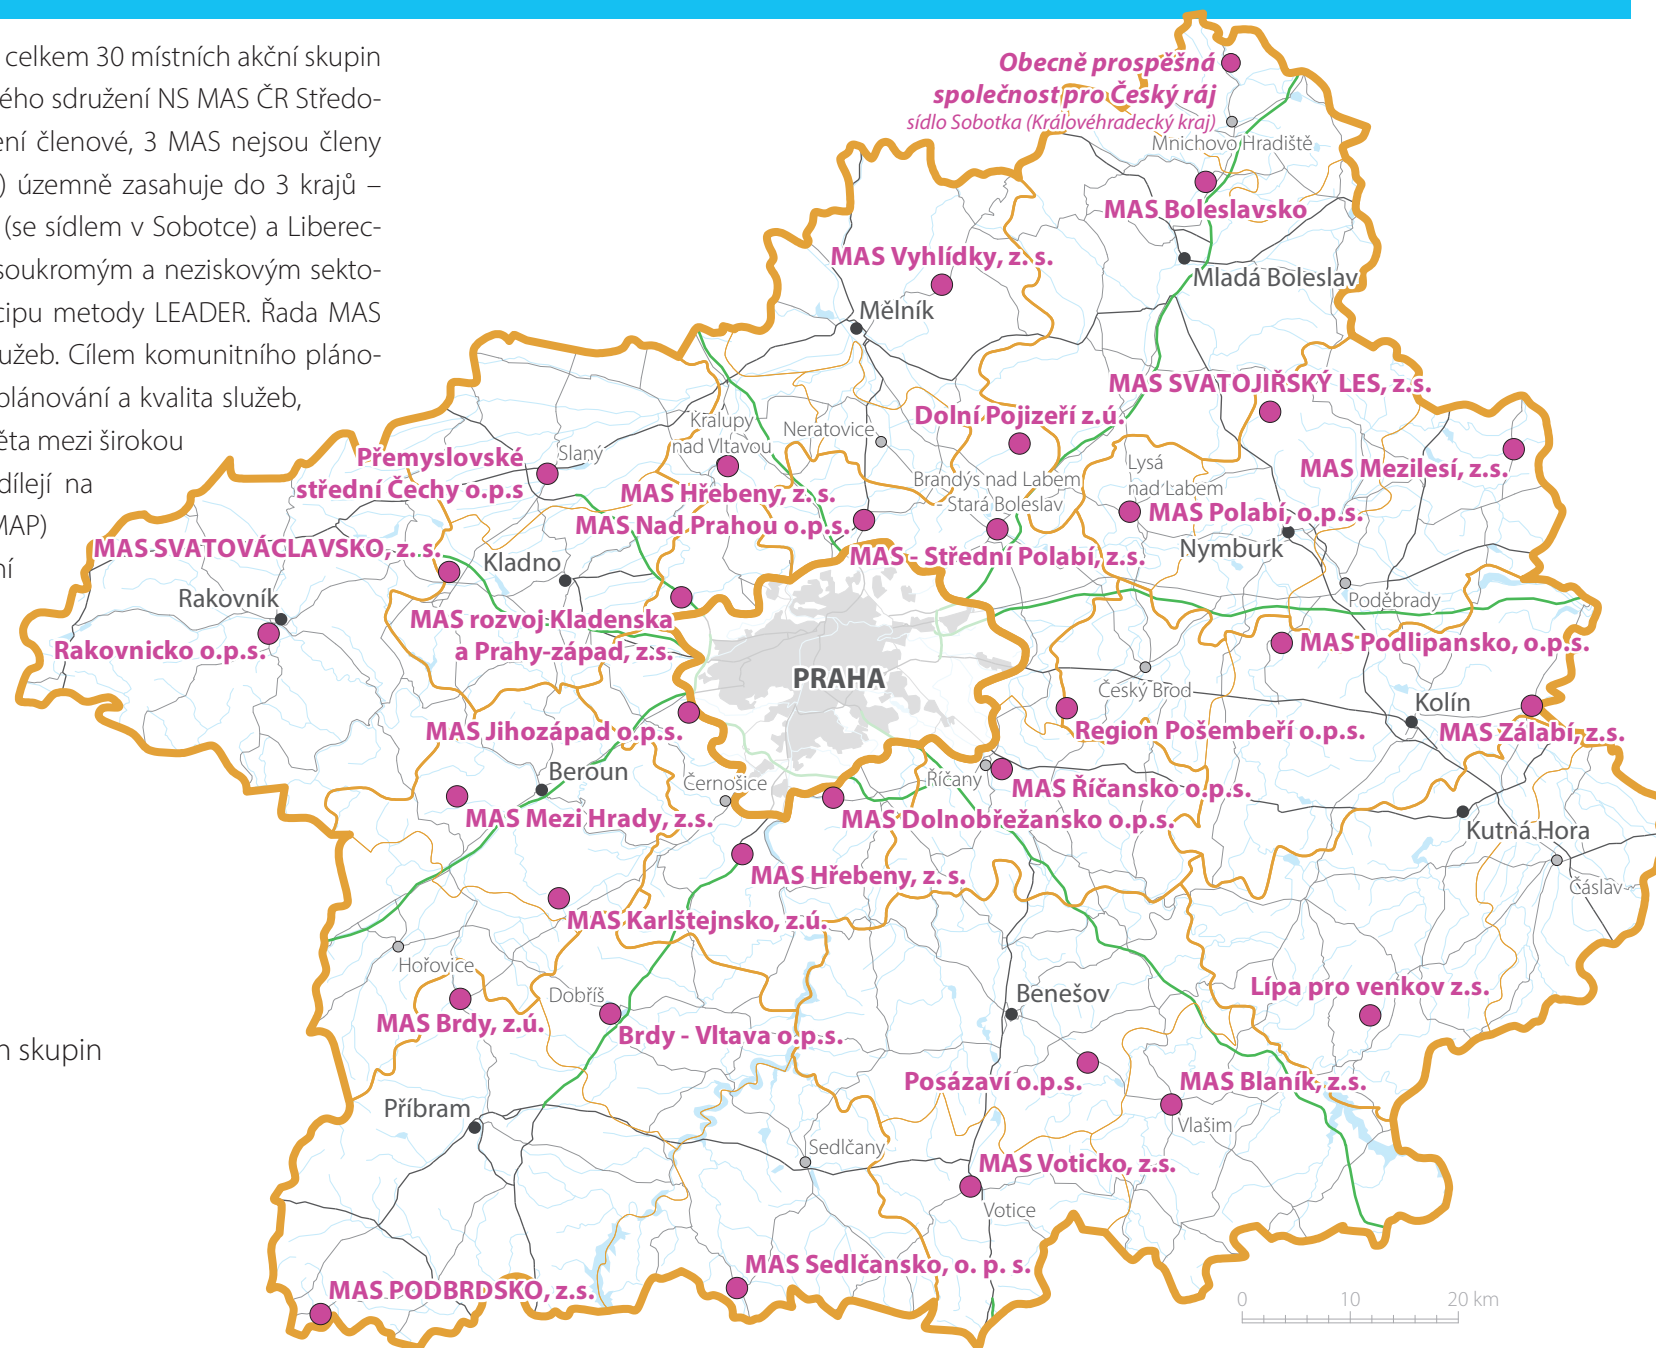 celkem 30 místních akční skupin
ého sdružení NS MAS ČR Středo-
ení členové, 3 MAS nejsou členy
) územně zasahuje do 3 krajů –
(se sídlem v Sobotce) a Liberec-
soukromým a neziskovým sekto-
cipu metody LEADER. Řada MAS
lužeb. Cílem komunitního pláno-
plánování a kvalita služeb,
ěta mezi širokou
dílejí na
MAP)
ní
n skupin
Obecně prospěšná
společnost pro Český ráj
sídlo Sobotka (Královéhradecký kraj)
Mnichovo Hradiště
MAS Boleslavsko
MAS Vyhlídky, z. s.
Mladá Boleslav
Mělník
MAS SVATOJIŘSKÝ LES, z.s.
Dolní Pojizeří z.ú.
Kralupy
nad Vltavou
Neratovice
Slaný
Přemyslovské
střední Čechy o.p.s
MAS Mezilesí, z.s.
Lysá
nad Labem
Brandýs nad Labem
- Stará Boleslav
MAS Hřebeny, z. s.
MAS Polabí, o.p.s.
MAS Nad Prahou o.p.s.
MAS SVATOVÁCLAVSKO, z. s.
Nymburk
MAS - Střední Polabí, z.s.
Kladno
Rakovník
Poděbrady
MAS rozvoj Kladenska
a Prahy-západ, z.s.
Rakovnicko o.p.s.
MAS Podlipansko, o.p.s.
PRAHA
Český Brod
Kolín
MAS Jihozápad o.p.s.
Region Pošembeří o.p.s.
MAS Zálabí, z.s.
Beroun
Černošice
Říčany
MAS Říčansko o.p.s.
MAS Mezi Hrady, z.s.
MAS Dolnobřežansko o.p.s.
Kutná Hora
MAS Hřebeny, z. s.
Čáslav
MAS Karlštejnsko, z.ú.
Hořovice
Dobříš
Benešov
Lípa pro venkov z.s.
MAS Brdy, z.ú.
Brdy - Vltava o.p.s.
Posázaví o.p.s.
MAS Blaník, z.s.
Příbram
Vlašim
Sedlčany
MAS Voticko, z.s.
Votice
MAS Sedlčansko, o. p. s.
MAS PODBRDSKO, z.s.
0 10 20 km